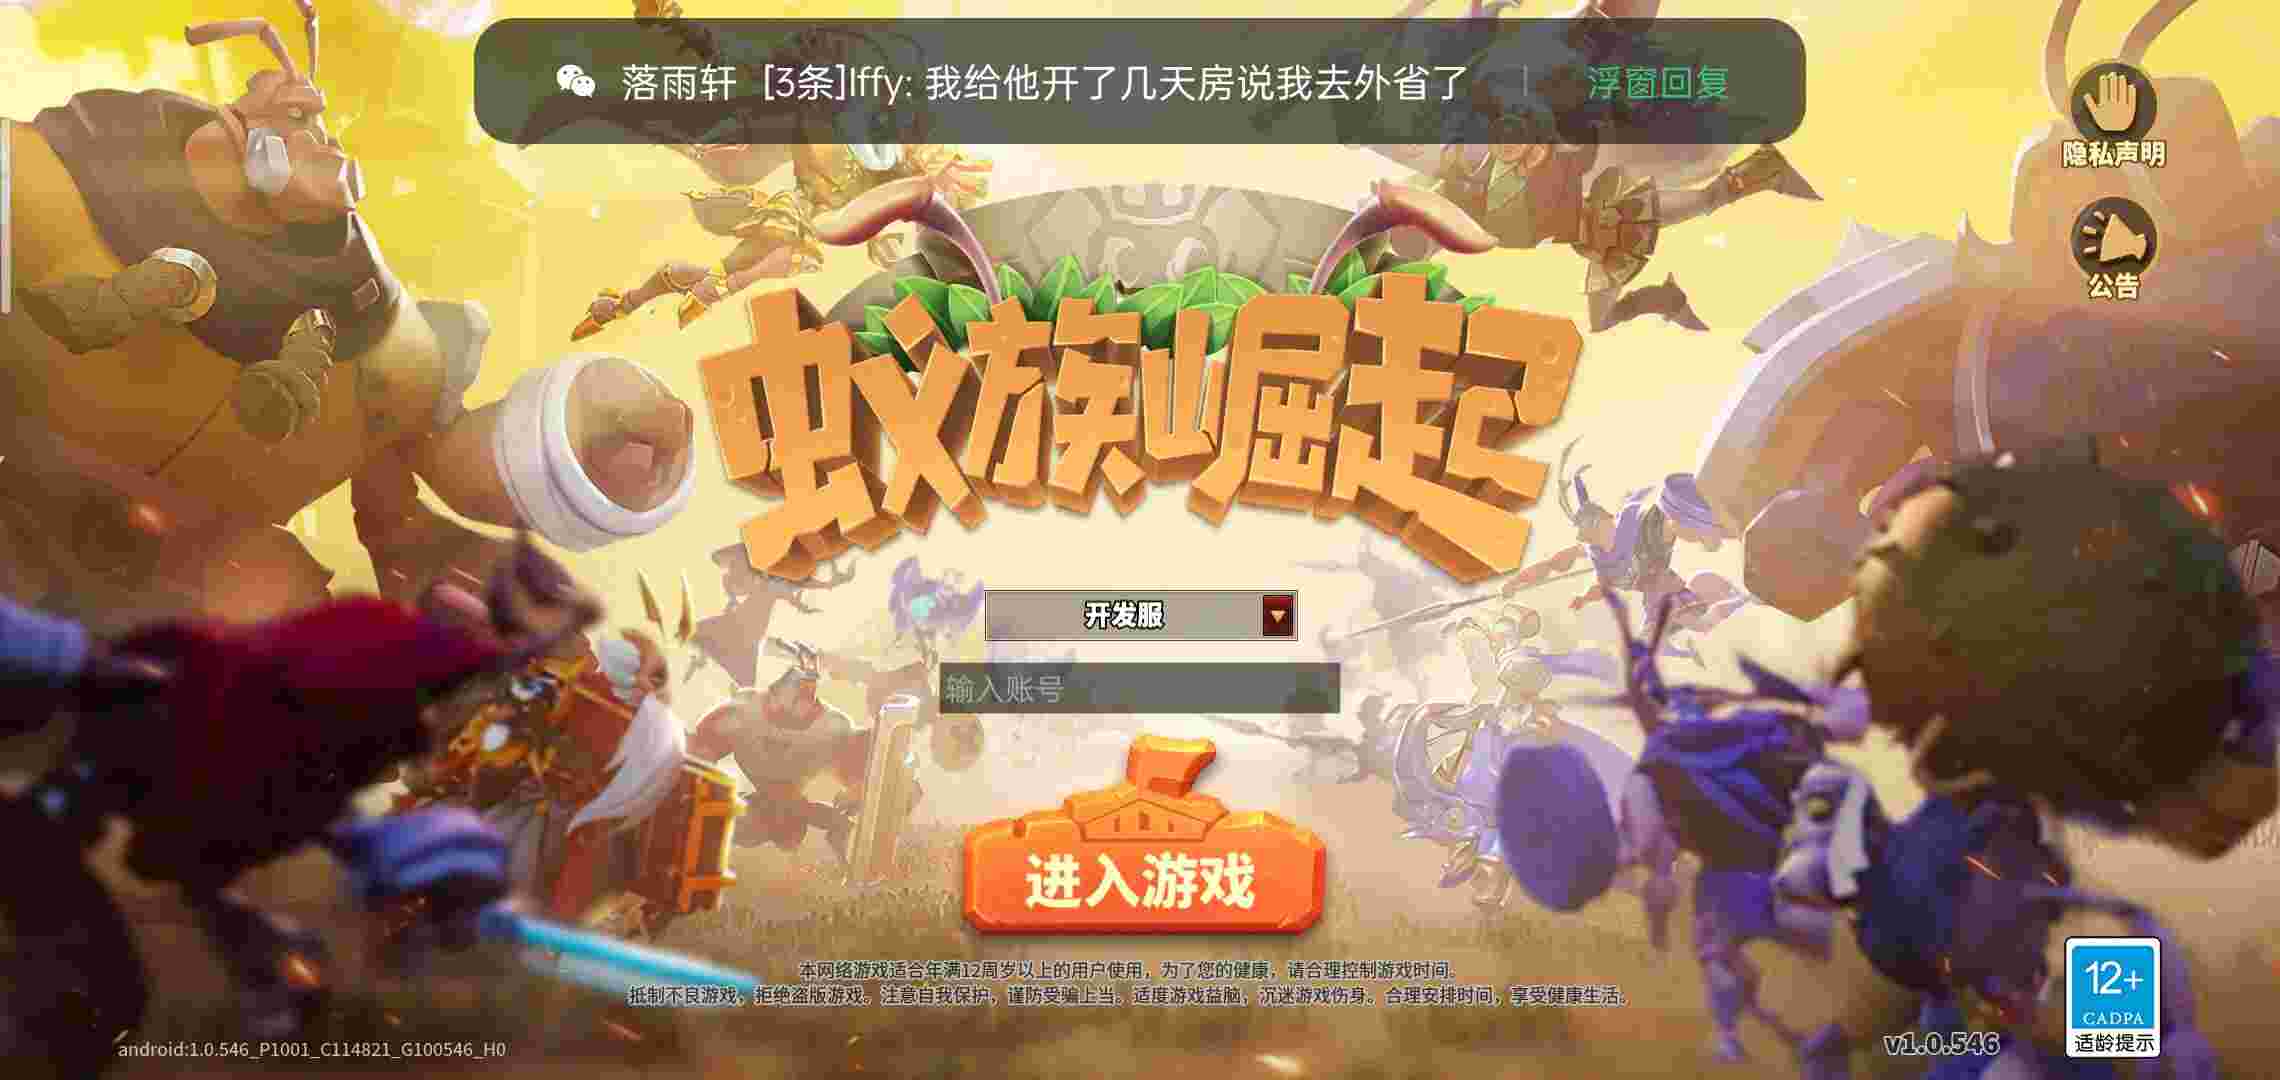 落雨轩 [3条]Iffy: 我给他开了几天房说我去外省了 | 浮窗回复
隐私声明
公告
蚁族崛起
开发服
输入账号
进入游戏
本网络游戏适合年满12周岁以上的用户使用，为了您的健康，请合理控制游戏时间。
抵制不良游戏，拒绝盗版游戏。注意自我保护，谨防受骗上当。适度游戏益脑，沉迷游戏伤身。合理安排时间，享受健康生活。
android:1.0.546_P1001_C114821_G100546_H0
v1.0.546
12+
CADPA
适龄提示